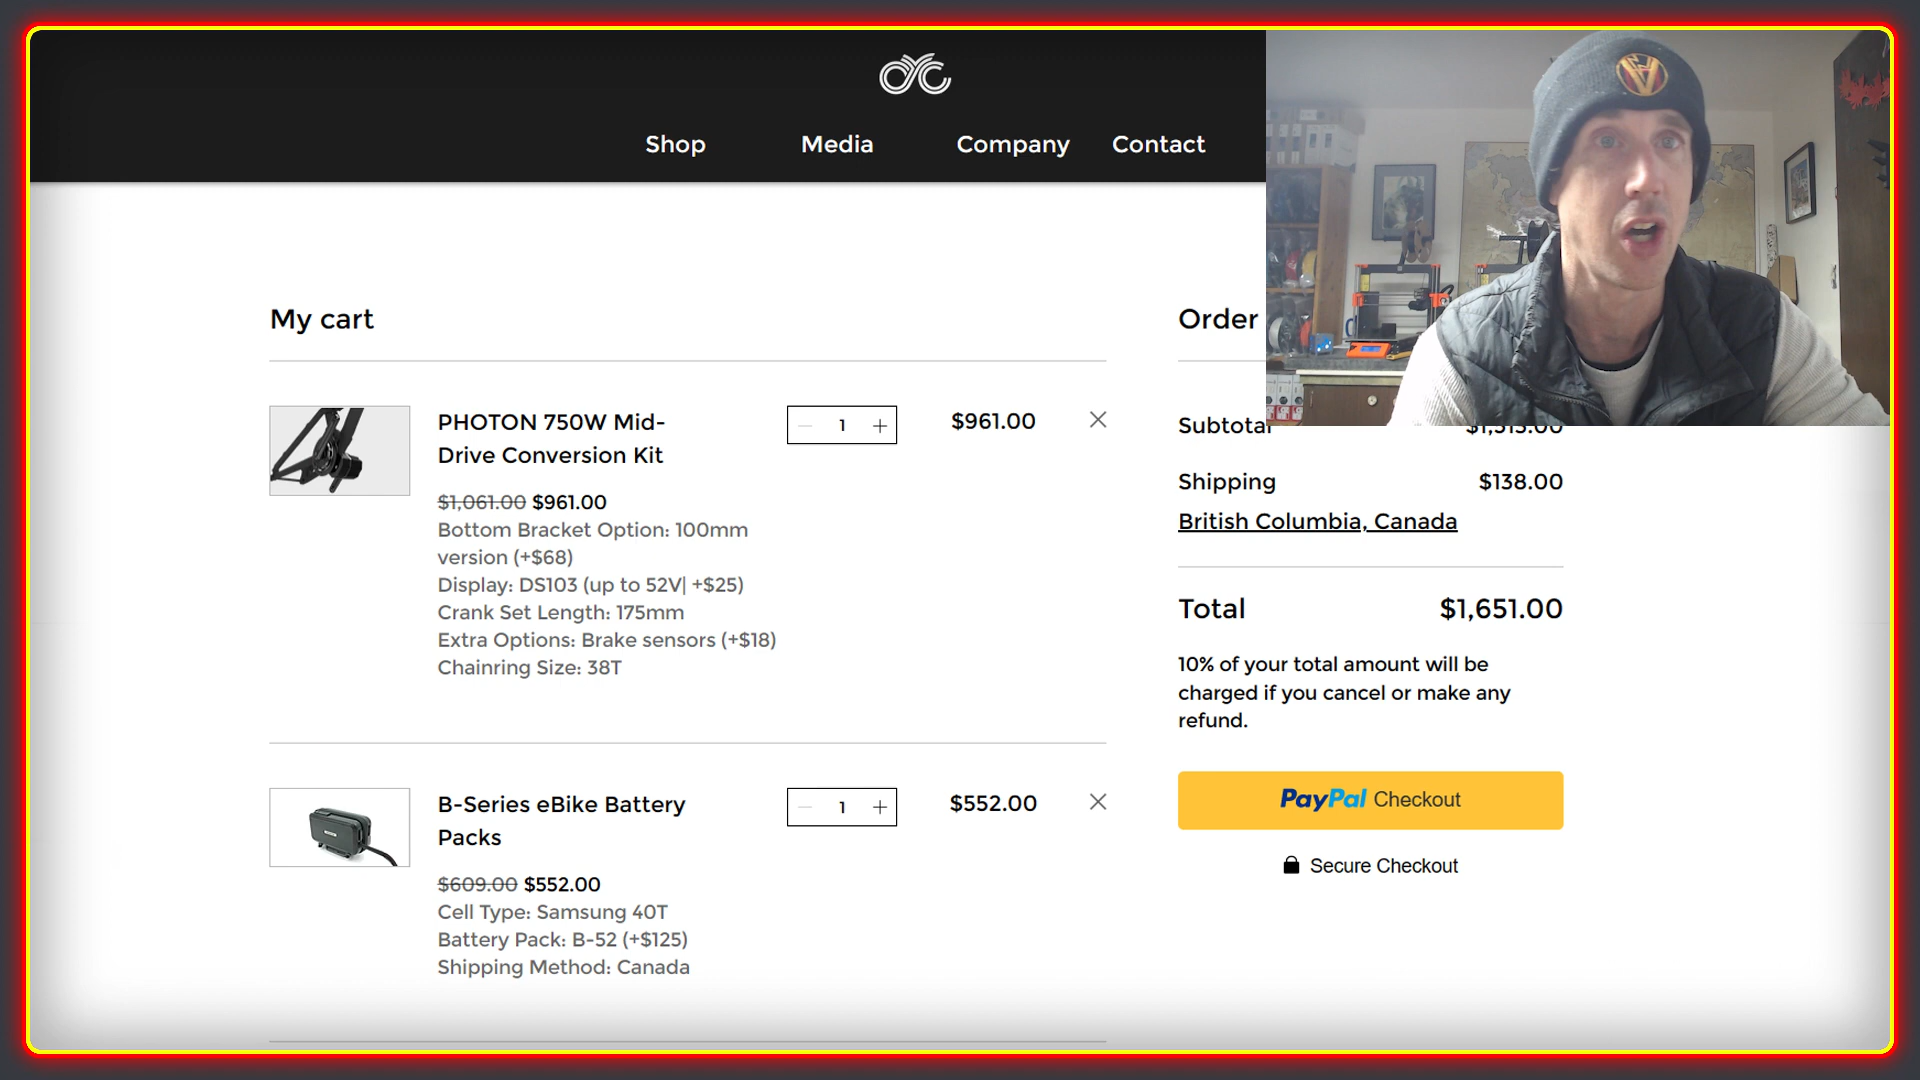 Shop Media Company Contact
My cart
PHOTON 750W Mid-
Drive Conversion Kit
$1,061.00 $961.00
Bottom Bracket Option: 100mm
version (+$68)
Display: DS103 (up to 52V| +$25)
Crank Set Length: 175mm
Extra Options: Brake sensors (+$18)
Chainring Size: 38T
1
$961.00
B-Series eBike Battery
Packs
$609.00 $552.00
Cell Type: Samsung 40T
Battery Pack: B-52 (+$125)
Shipping Method: Canada
1
$552.00
Order
Subtotal $1,513.00
Shipping $138.00
British Columbia, Canada
Total $1,651.00
10% of your total amount will be
charged if you cancel or make any
refund.
PayPal Checkout
Secure Checkout